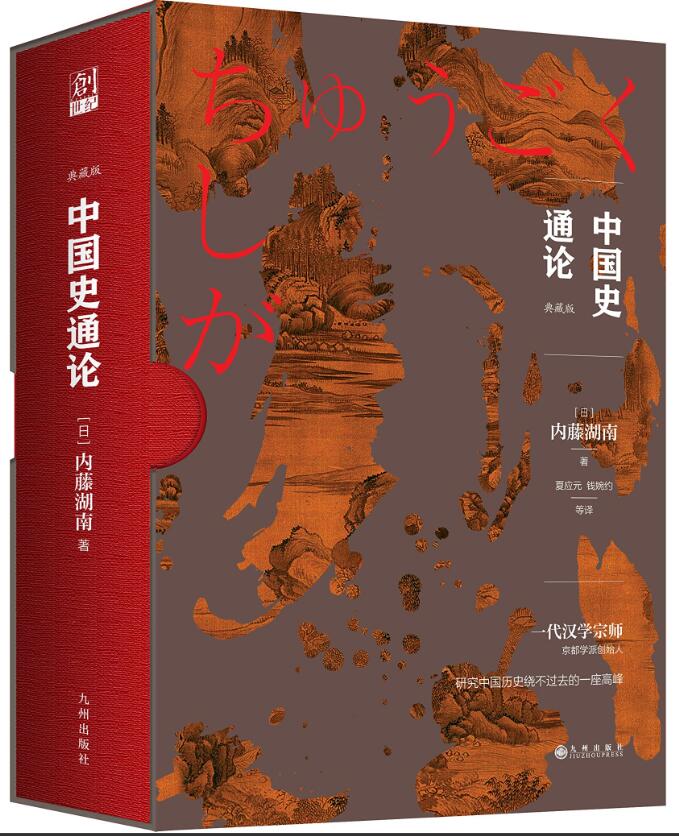 創
世纪
典藏版
中国史通论
[日]内藤湖南 著
九州出版社
ちゅうごく
しが
中国史
通论
典藏版
[日]
内藤湖南
著
夏应元 钱婉约
等译
一代汉学宗师
京都学派创始人
研究中国历史绕不过去的一座高峰
九州出版社
JIUZHOUPRESS